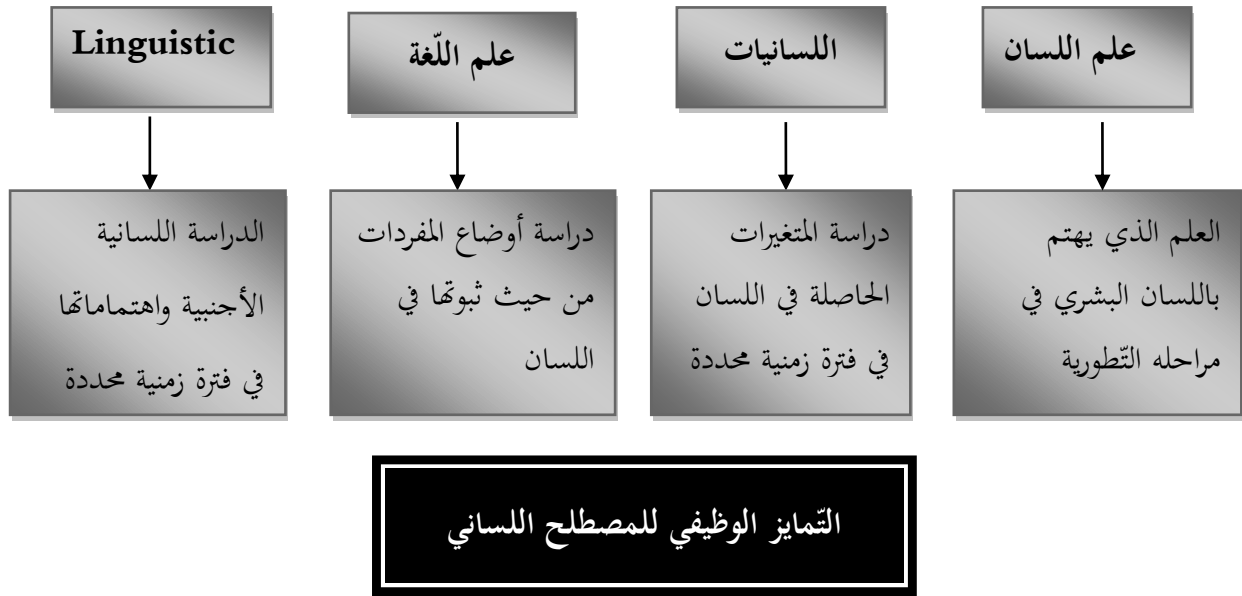 علم اللسان
اللسانيات
علم اللّغة
Linguistic
العلم الذي يهتم
باللسان البشري في
مراحله التّطورية
دراسة المتغيرات
الحاصلة في اللسان
في فترة زمنية محددة
دراسة أوضاع المفردات
من حيث ثبوتها في
اللسان
الدراسة اللسانية
الأجنبية واهتماماتها
في فترة زمنية محددة
التّمايز الوظيفي للمصطلح اللساني